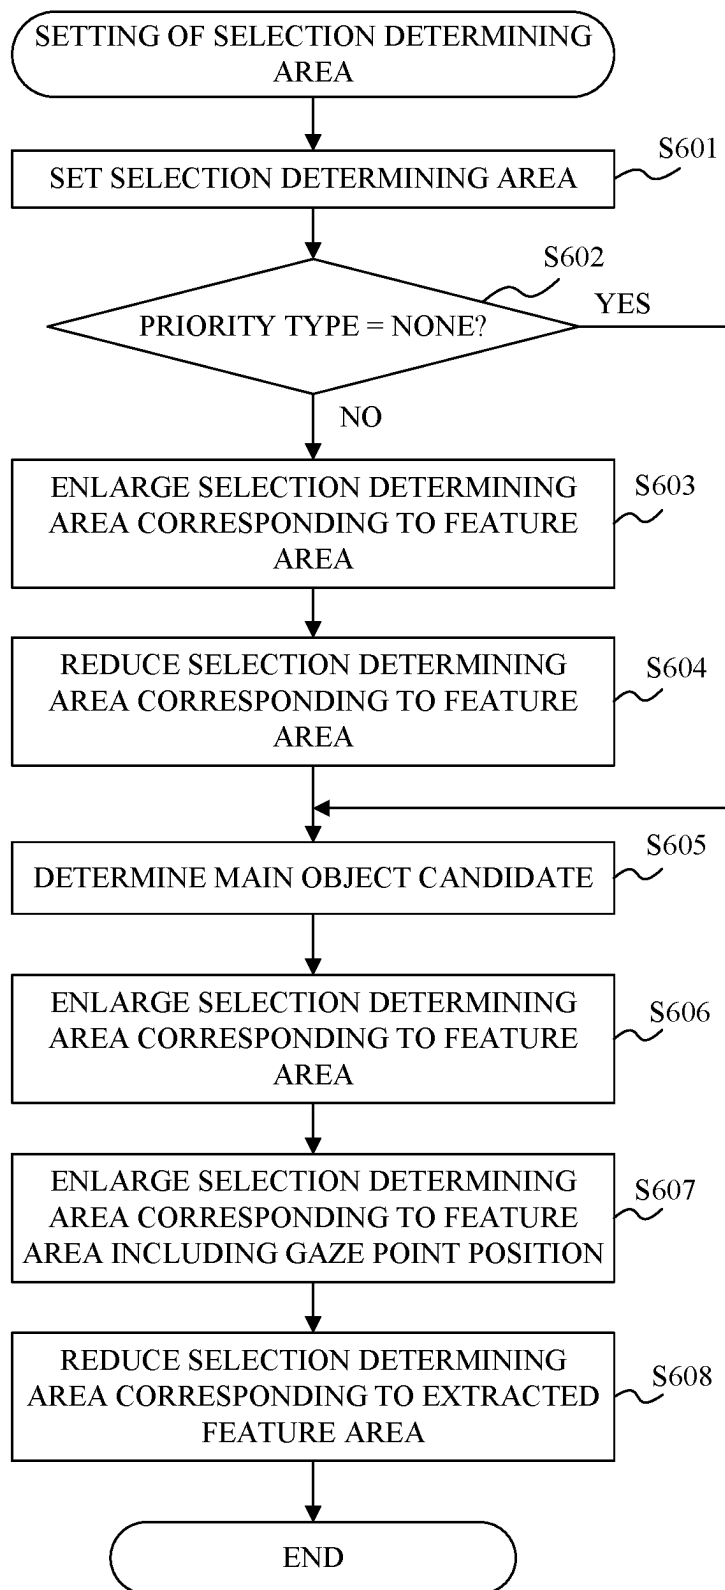 SETTING OF SELECTION DETERMINING
AREA
S601
SET SELECTION DETERMINING AREA
S602
YES
PRIORITY TYPE = NONE?
NO
ENLARGE SELECTION DETERMINING
AREA CORRESPONDING TO FEATURE
AREA
S603
REDUCE SELECTION DETERMINING
AREA CORRESPONDING TO FEATURE
AREA
S604
S605
DETERMINE MAIN OBJECT CANDIDATE
ENLARGE SELECTION DETERMINING
AREA CORRESPONDING TO FEATURE
AREA
S606
ENLARGE SELECTION DETERMINING
AREA CORRESPONDING TO FEATURE
AREA INCLUDING GAZE POINT POSITION
S607
REDUCE SELECTION DETERMINING
AREA CORRESPONDING TO EXTRACTED
FEATURE AREA
S608
END